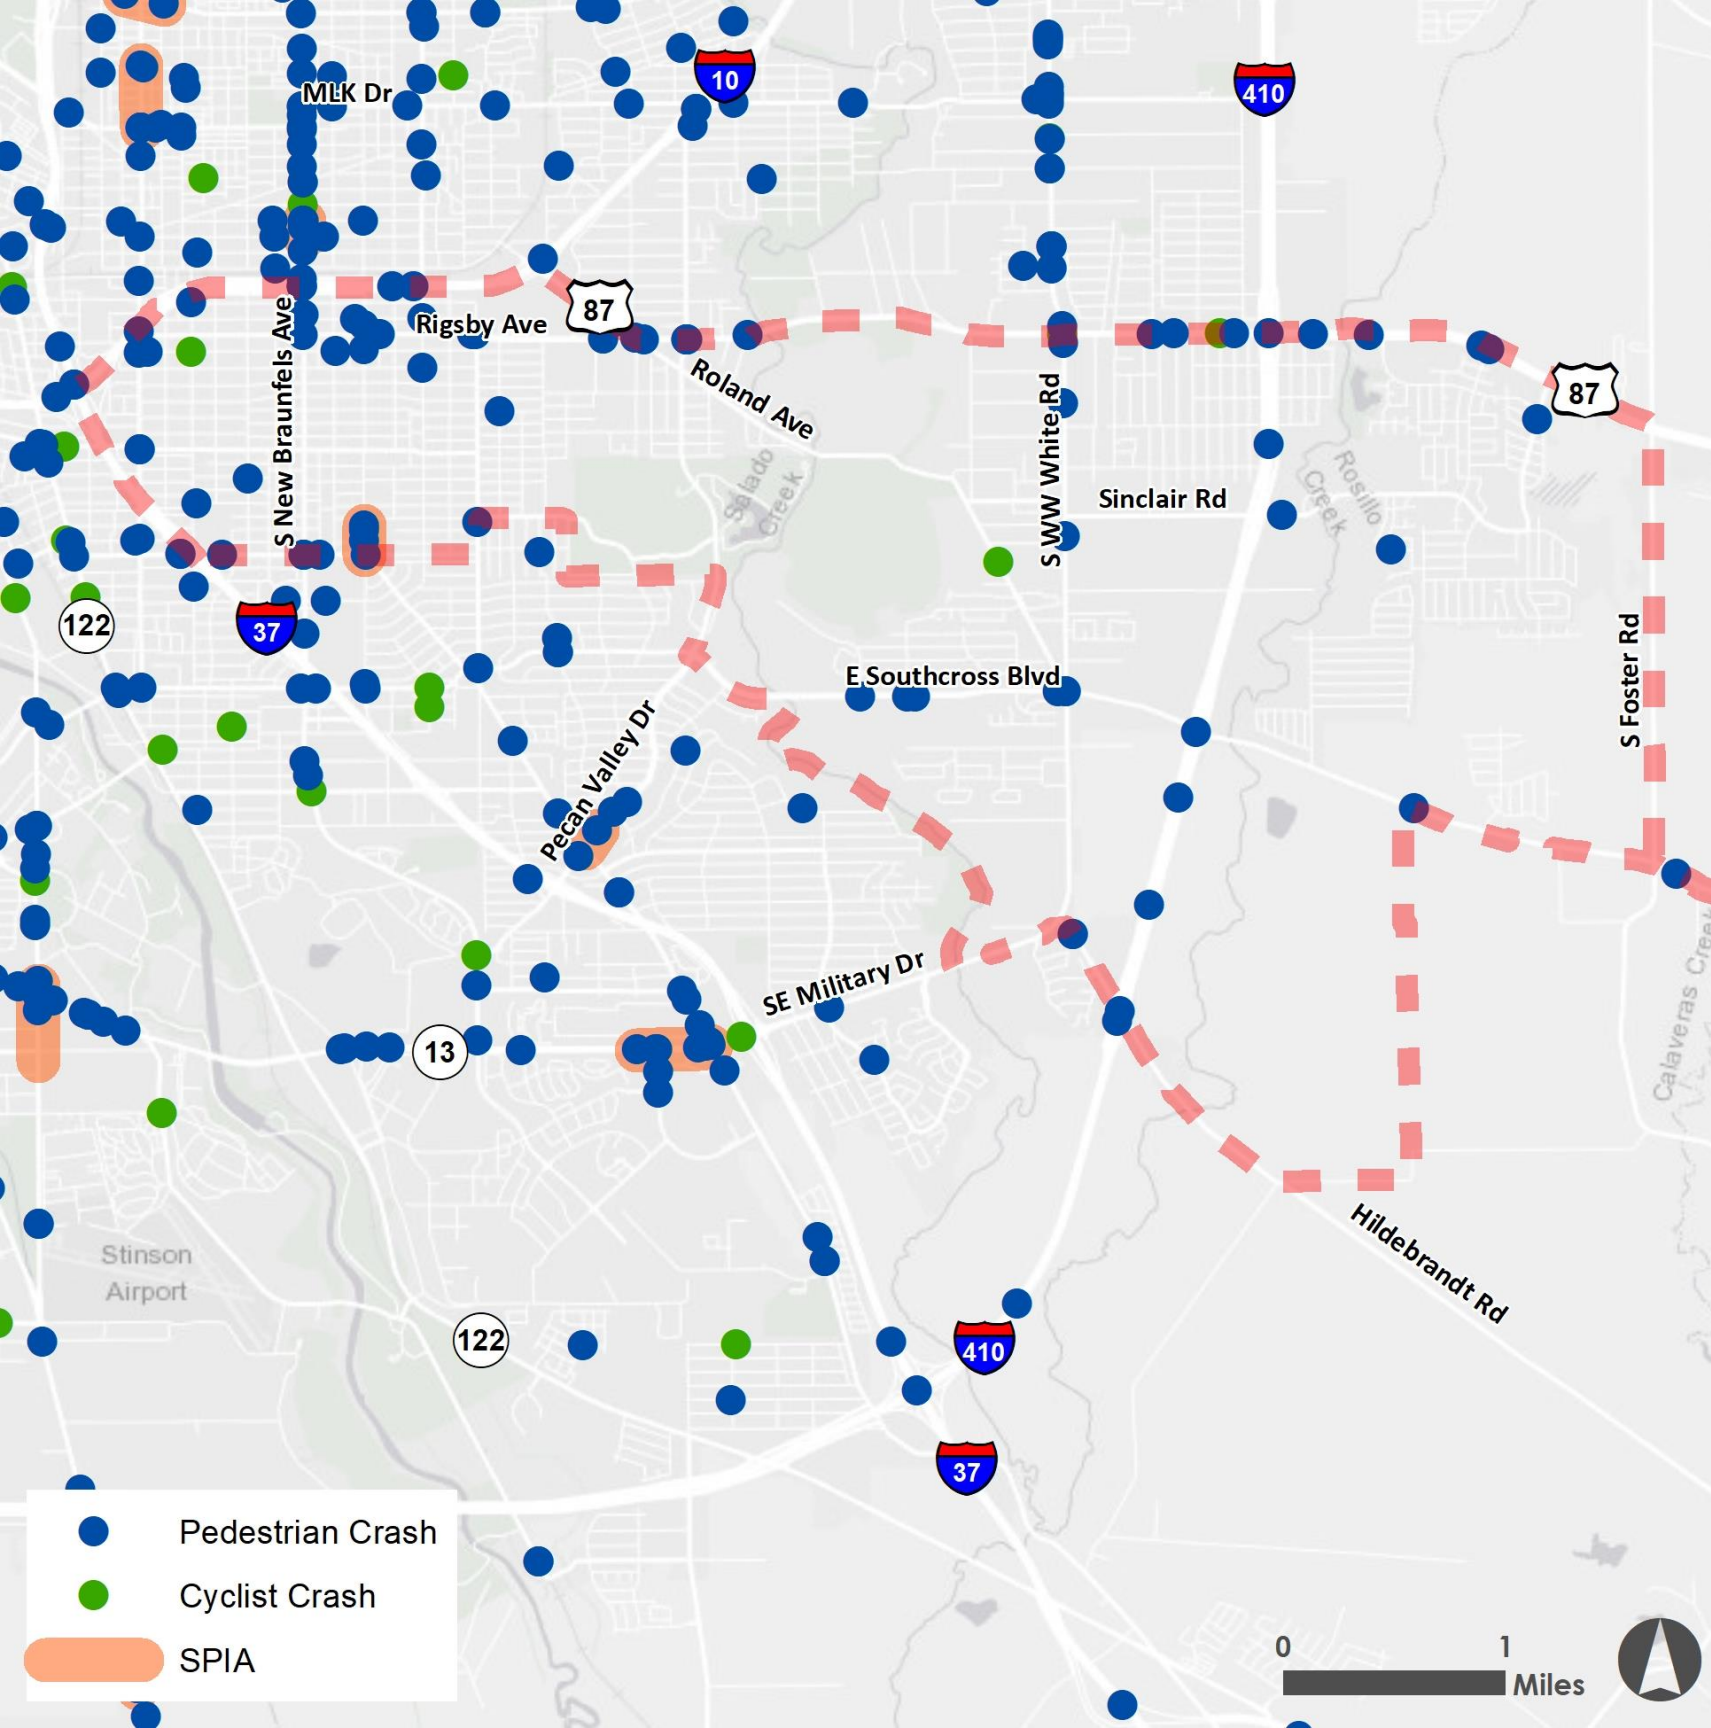 10
410
MLK Dr
87
Rigsby Ave
Roland Ave
87
S New Braunfels Ave
S WW White Rd
Salado
Creek
Sinclair Rd
Rosillo
Creek
122
37
E Southcross Blvd
S Foster Rd
Pecan Valley Dr
SE Military Dr
13
Calaveras Creek
Stinson
Airport
Hildebrandt Rd
122
410
37
Pedestrian Crash
Cyclist Crash
SPIA
0 1
Miles